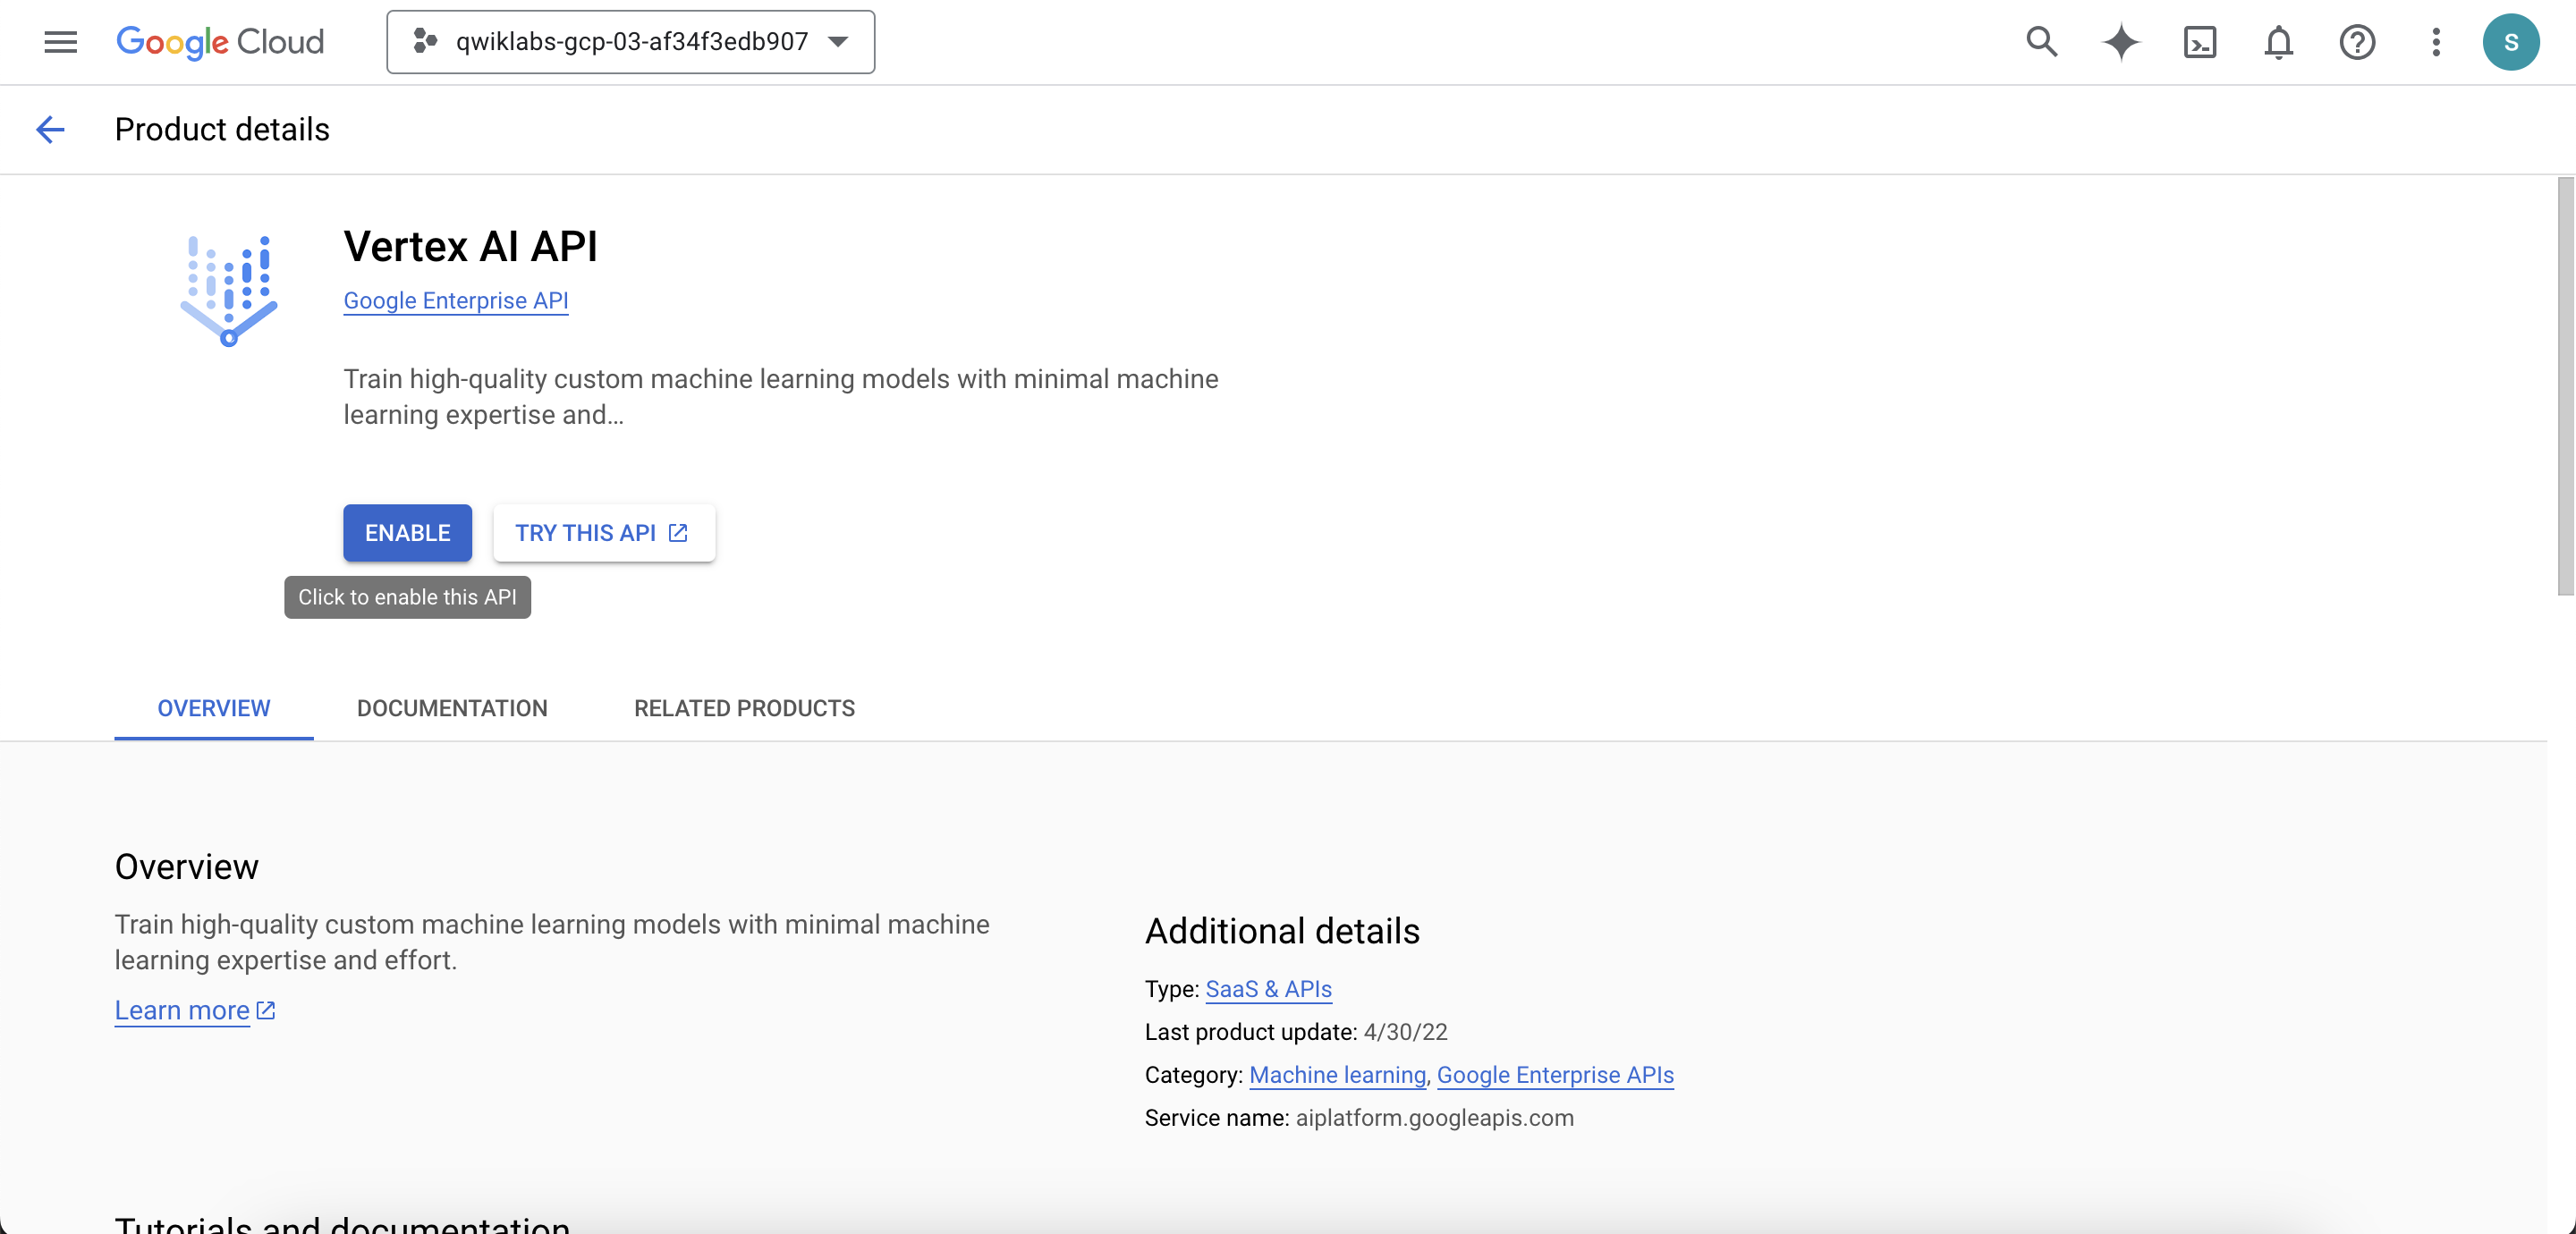 Google Cloud
qwiklabs-gcp-03-af34f3edb907
S
Product details
Vertex AI API
Google Enterprise API
Train high-quality custom machine learning models with minimal machine
learning expertise and…
ENABLE
TRY THIS API
Click to enable this API
OVERVIEW
DOCUMENTATION
RELATED PRODUCTS
Overview
Train high-quality custom machine learning models with minimal machine
learning expertise and effort.
Learn more
Additional details
Type: SaaS & APIs
Last product update: 4/30/22
Category: Machine learning, Google Enterprise APIs
Service name: aiplatform.googleapis.com
Tutorials and documentation